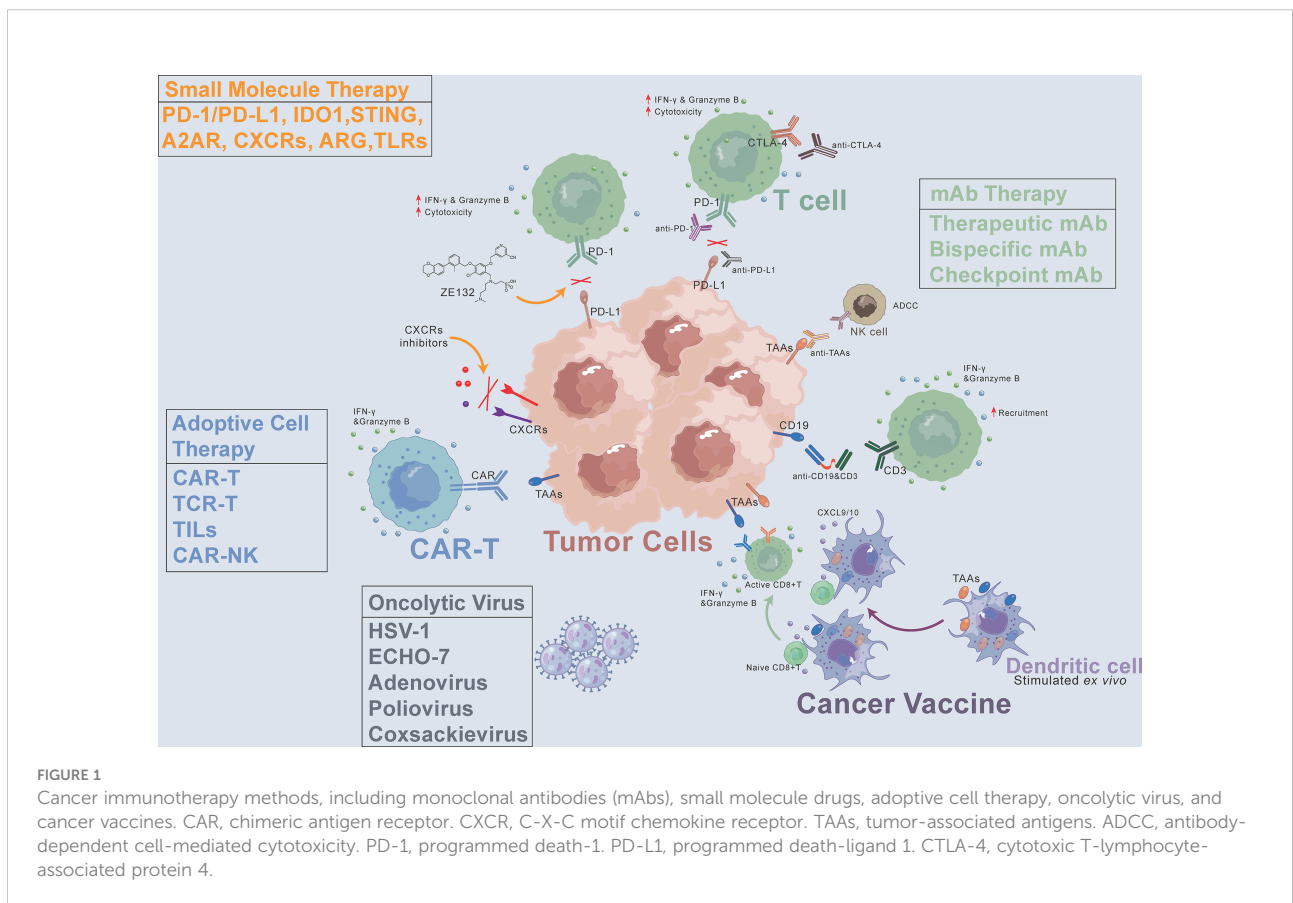 Small Molecule Therapy
PD-1/PD-L1, IDO1,STING,
A2AR, CXCRs, ARG,TLRs
IFN-γ & Granzyme B
Cytotoxicity
CTLA-4
anti-CTLA-4
T cell
PD-1
anti-PD-1
anti-PD-L1
PD-L1
mAb Therapy
Therapeutic mAb
Bispecific mAb
Checkpoint mAb
IFN-γ & Granzyme B
Cytotoxicity
PD-1
ZE132
PD-L1
CXCRs
inhibitors
CXCRs
ADCC
NK cell
TAAs
anti-TAAs
IFN-γ
&Granzyme B
Recruitment
CD19
CD3
anti-CD19&CD3
Adoptive Cell
Therapy
CAR-T
TCR-T
TILs
CAR-NK
IFN-γ
&Granzyme B
CAR
TAAs
CAR-T
Tumor Cells
TAAs
CXCL9/10
Active CD8+T
IFN-γ
&Granzyme B
Naive CD8+T
TAAs
Dendritic cell
Stimulated ex vivo
Cancer Vaccine
Oncolytic Virus
HSV-1
ECHO-7
Adenovirus
Poliovirus
Coxsackievirus
FIGURE 1
Cancer immunotherapy methods, including monoclonal antibodies (mAbs), small molecule drugs, adoptive cell therapy, oncolytic virus, and
cancer vaccines. CAR, chimeric antigen receptor. CXCR, C-X-C motif chemokine receptor. TAAs, tumor-associated antigens. ADCC, antibody-
dependent cell-mediated cytotoxicity. PD-1, programmed death-1. PD-L1, programmed death-ligand 1. CTLA-4, cytotoxic T-lymphocyte-
associated protein 4.